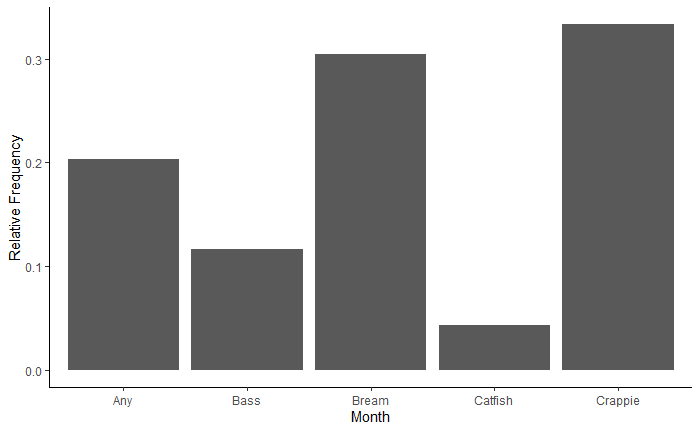 Relative Frequency
0.3
0.2
0.1
0.0
Any Bass Bream Catfish Crappie
Month